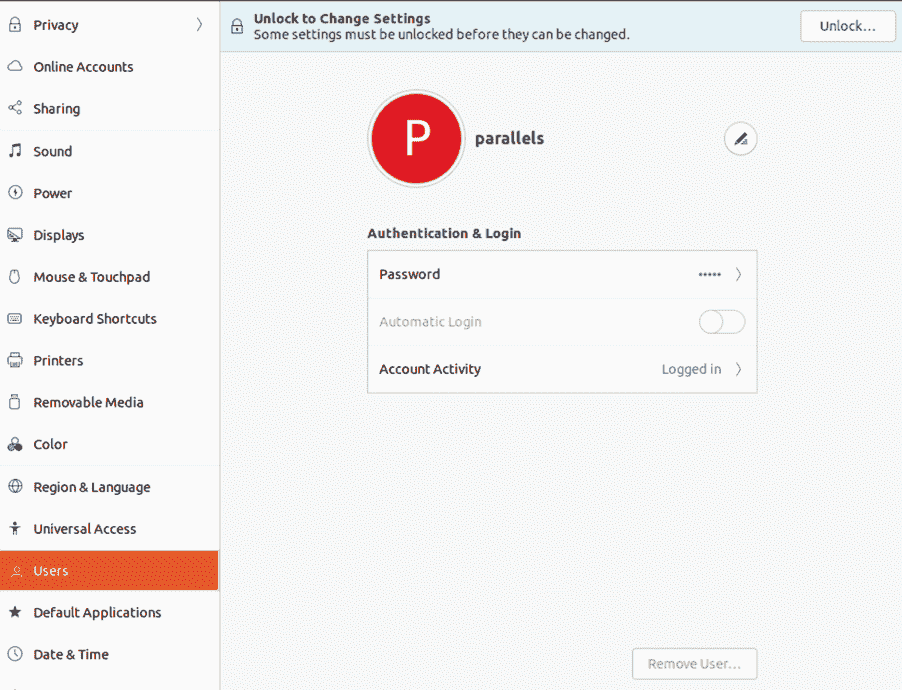 Privacy
Online Accounts
Sharing
Sound
Power
Displays
Mouse & Touchpad
Keyboard Shortcuts
Printers
Removable Media
Color
Region & Language
Universal Access
Users
Default Applications
Date & Time
Unlock to Change Settings
Some settings must be unlocked before they can be changed.
Unlock...
P
parallels
Authentication & Login
Password •••••
Automatic Login
Account Activity Logged in
Remove User...